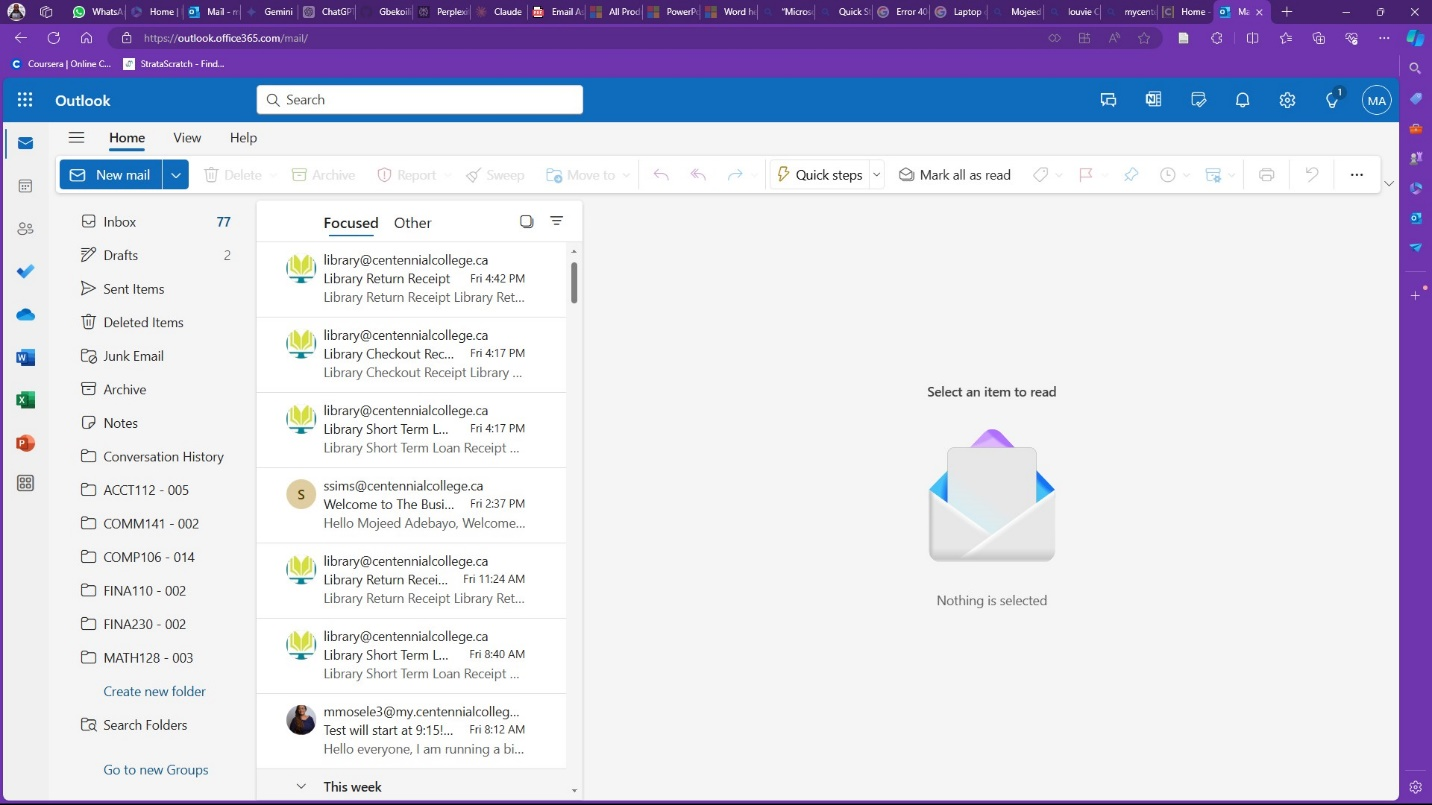 WhatsA
Home |
Mail - m
Gemini
ChatGPT
Gbekoil
Perplexi
Claude
Email As
All Prod
PowerPo
Word he
"Micros
Quick St
Error 40
Laptop -
Mojeed
louvie C
mycent
Home -
Ma
https://outlook.office365.com/mail/
Coursera | Online C...
StrataScratch - Find...
Outlook
Search
1
MA
Home
View
Help
New mail
Delete
Archive
Report
Sweep
Move to
Quick steps
Mark all as read
Inbox 77
Drafts 2
Sent Items
Deleted Items
Junk Email
Archive
Notes
Conversation History
ACCT112 - 005
COMM141 - 002
COMP106 - 014
FINA110 - 002
FINA230 - 002
MATH128 - 003
Create new folder
Search Folders
Go to new Groups
Focused Other
library@centennialcollege.ca
Library Return Receipt Fri 4:42 PM
Library Return Receipt Library Ret...
library@centennialcollege.ca
Library Checkout Rec... Fri 4:17 PM
Library Checkout Receipt Library ...
library@centennialcollege.ca
Library Short Term L... Fri 4:17 PM
Library Short Term Loan Receipt ...
S
ssims@centennialcollege.ca
Welcome to The Busi... Fri 2:37 PM
Hello Mojeed Adebayo, Welcome...
library@centennialcollege.ca
Library Return Recei... Fri 11:24 AM
Library Return Receipt Library Ret...
library@centennialcollege.ca
Library Short Term L... Fri 8:40 AM
Library Short Term Loan Receipt ...
mmosele3@my.centennialcolleg...
Test will start at 9:15!... Fri 8:12 AM
Hello everyone, I am running a bi...
This week
Select an item to read
Nothing is selected